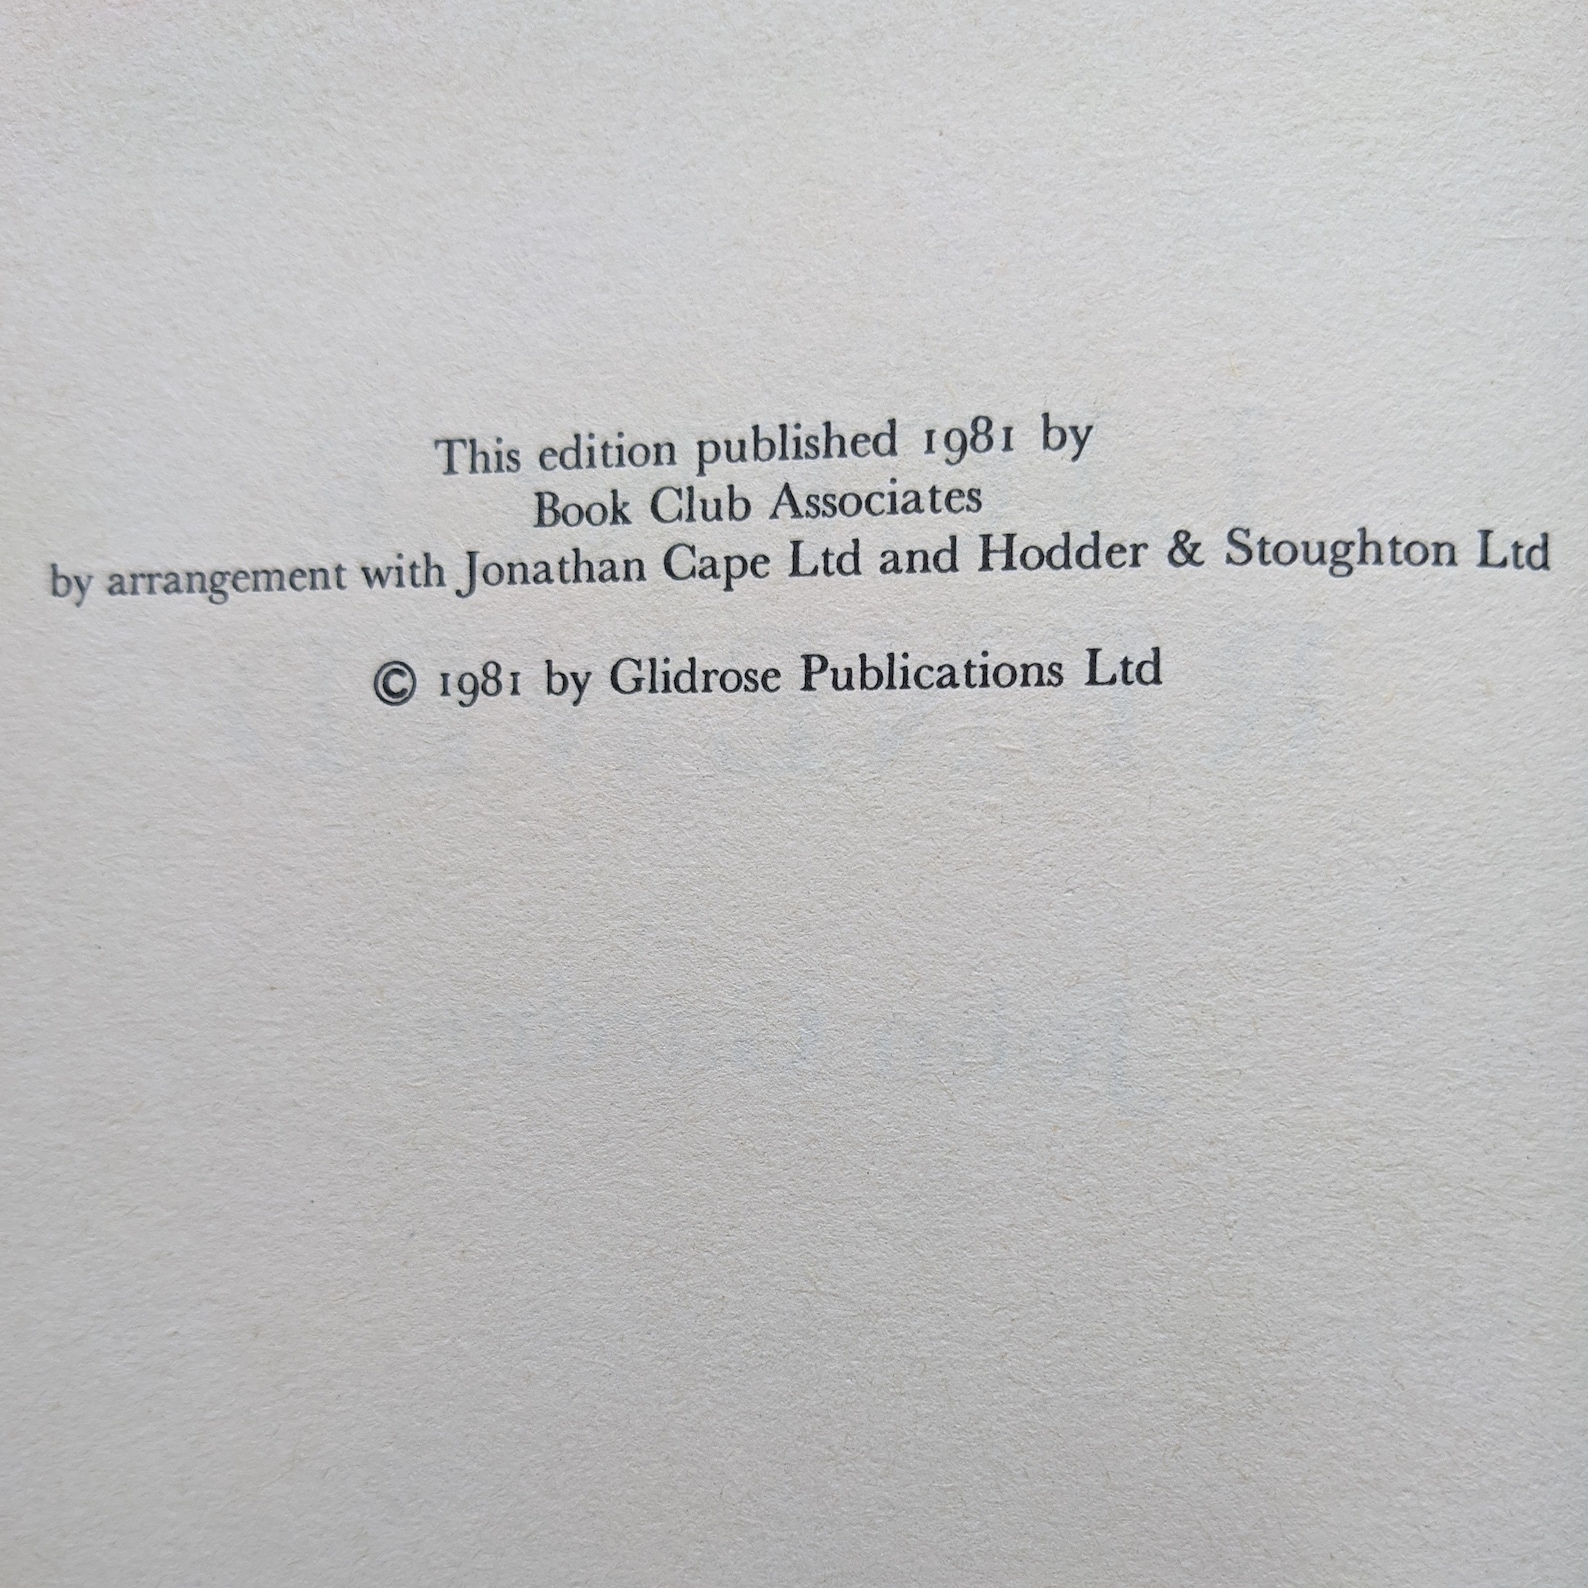 This edition published 1981 by
Book Club Associates
by arrangement with Jonathan Cape Ltd and Hodder & Stoughton Ltd
© 1981 by Glidrose Publications Ltd